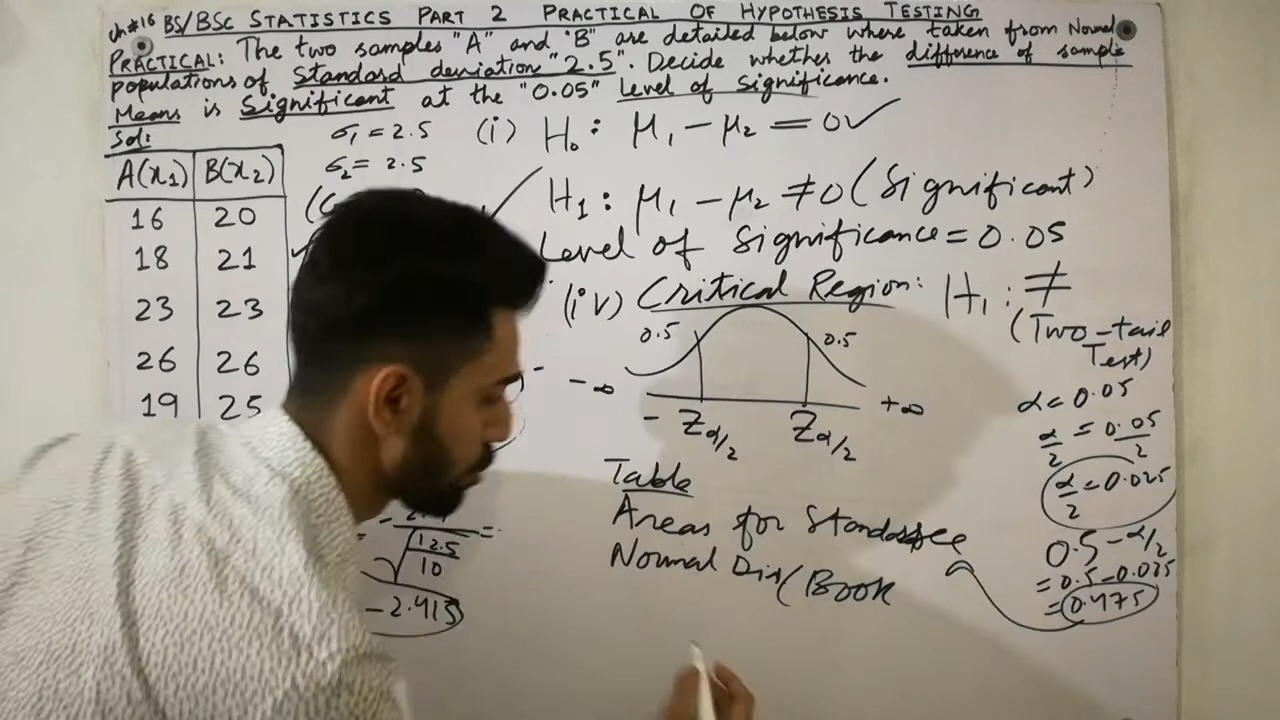 Ch#16 BS/BSc STATISTICS PART 2 PRACTICAL OF HYPOTHESIS TESTING
PRACTICAL: The two samples "A" and "B" are detailed below where taken from Normal
populations of Standard deviation "2.5". Decide whether the difference of sample
Means is Significant at the "0.05" Level of Significance.
Sol:
A(x₁) B(x₂)
16 20
18 21
23 23
26 26
19 25
σ₁ = 2.5
σ₂ = 2.5
(i) H₀: μ₁ - μ₂ = 0 ✓
H₁: μ₁ - μ₂ ≠ 0 (Significant)
Level of Significance = 0.05
(iv) Critical Region: H₁: ≠
(Two-tail
Test)
0.5 0.5
-∞ +∞
- Zα/2 Zα/2
α = 0.05
α/2 = 0.05/2
α/2 = 0.025
0.5 - α/2
= 0.5 - 0.025
= 0.475
Table
Areas for
Normal Dis (Book
√12.5/10 =
-2.415